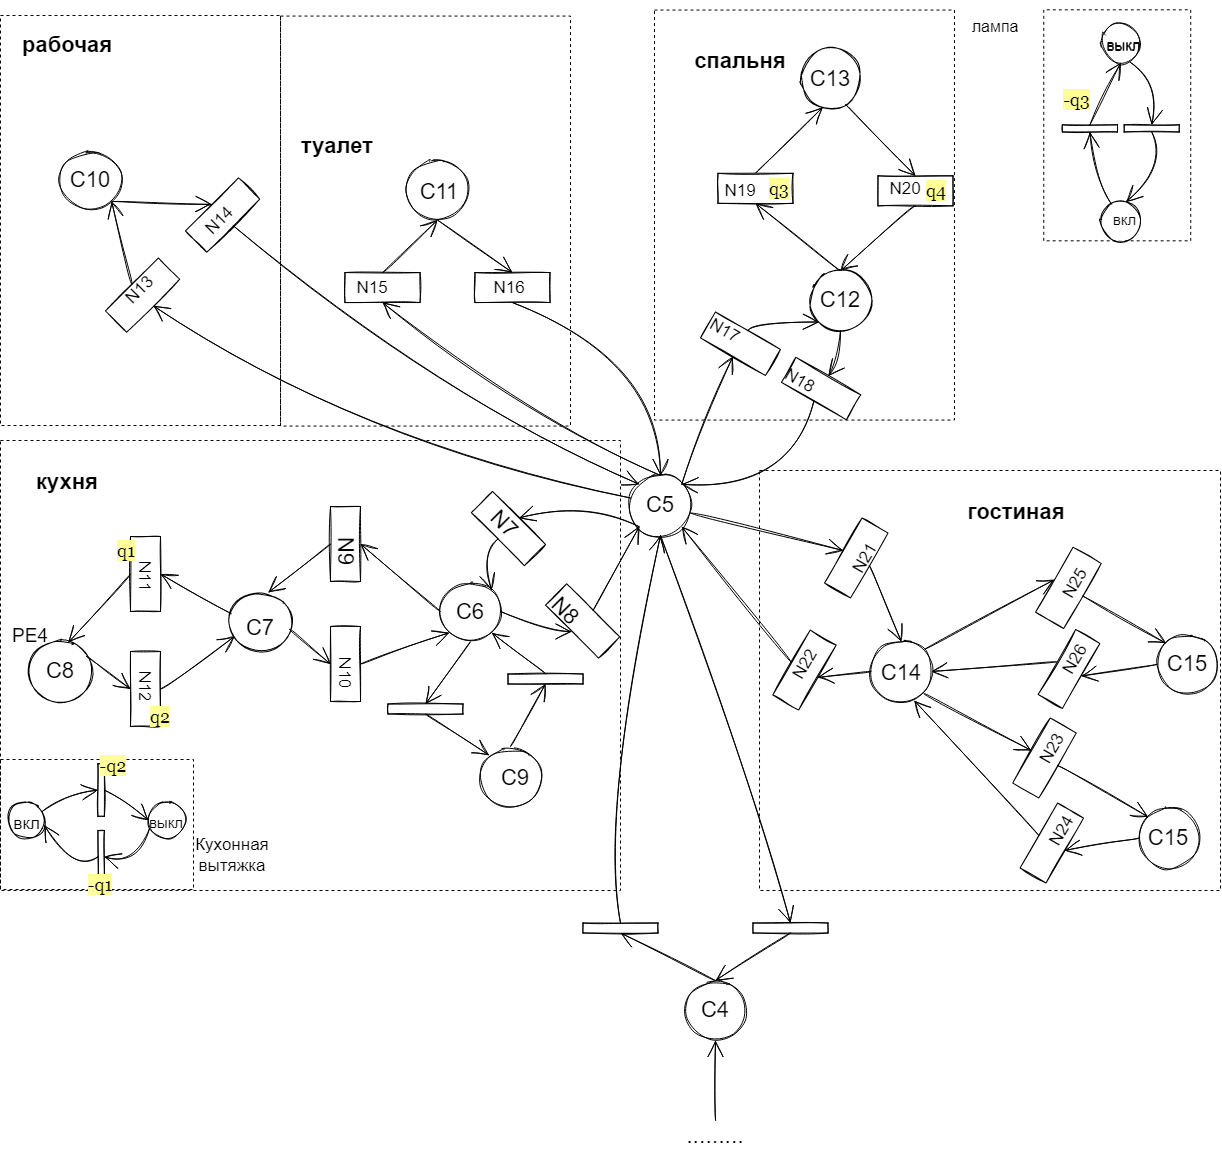 рабочая
C10
N14
N13
туалет
C11
N15
N16
спальня
C13
N19 q3
N20 q4
C12
N17
N18
лампа
выкл
-q3
вкл
кухня
C5
N7
N8
N9
C6
q1
N11
C7
PE4
C8
N12
q2
N10
C9
-q2
вкл
выкл
-q1
Кухонная
вытяжка
гостиная
N21
N25
N22
C14
N26
C15
N23
N24
C15
C4
.........